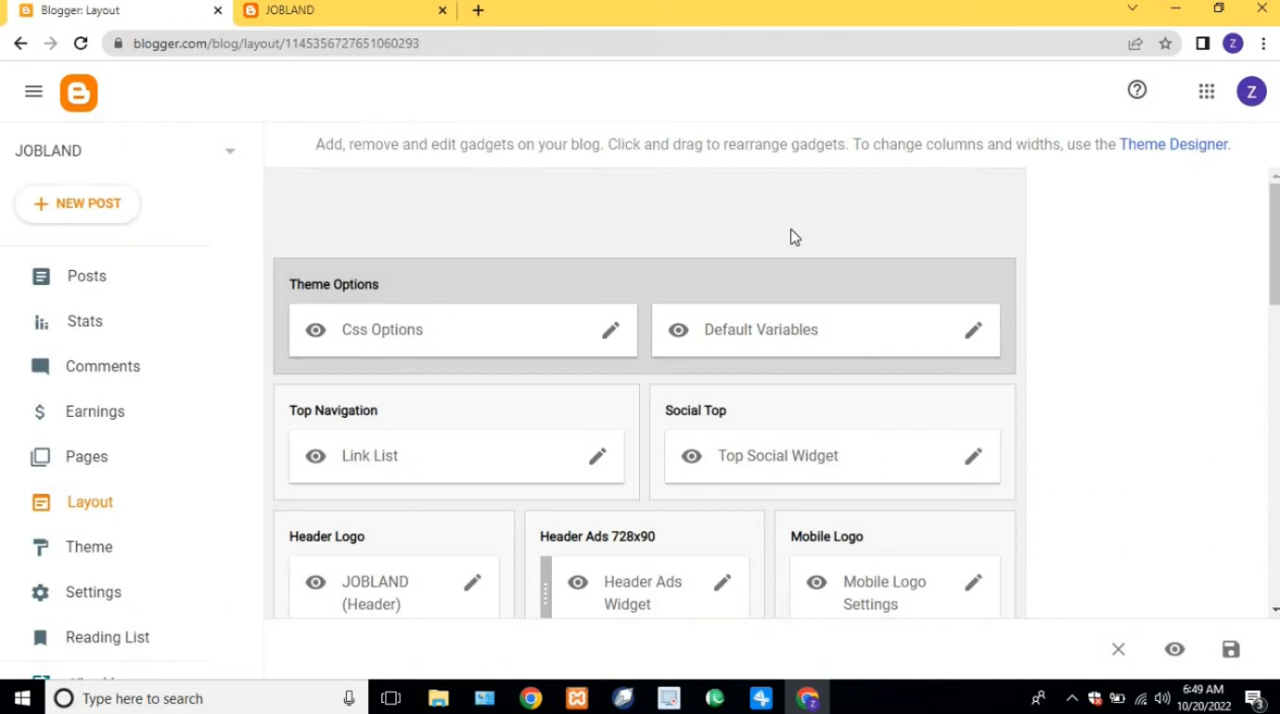 Blogger: Layout
JOBLAND
blogger.com/blog/layout/1145356727651060293
Z
Z
JOBLAND
Add, remove and edit gadgets on your blog. Click and drag to rearrange gadgets. To change columns and widths, use the Theme Designer.
NEW POST
Posts
Stats
Comments
Earnings
Pages
Layout
Theme
Settings
Reading List
Theme Options
Css Options
Default Variables
Top Navigation
Social Top
Link List
Top Social Widget
Header Logo
Header Ads 728x90
Mobile Logo
JOBLAND
(Header)
Header Ads
Widget
Mobile Logo
Settings
Type here to search
6:49 AM
10/20/2022
3